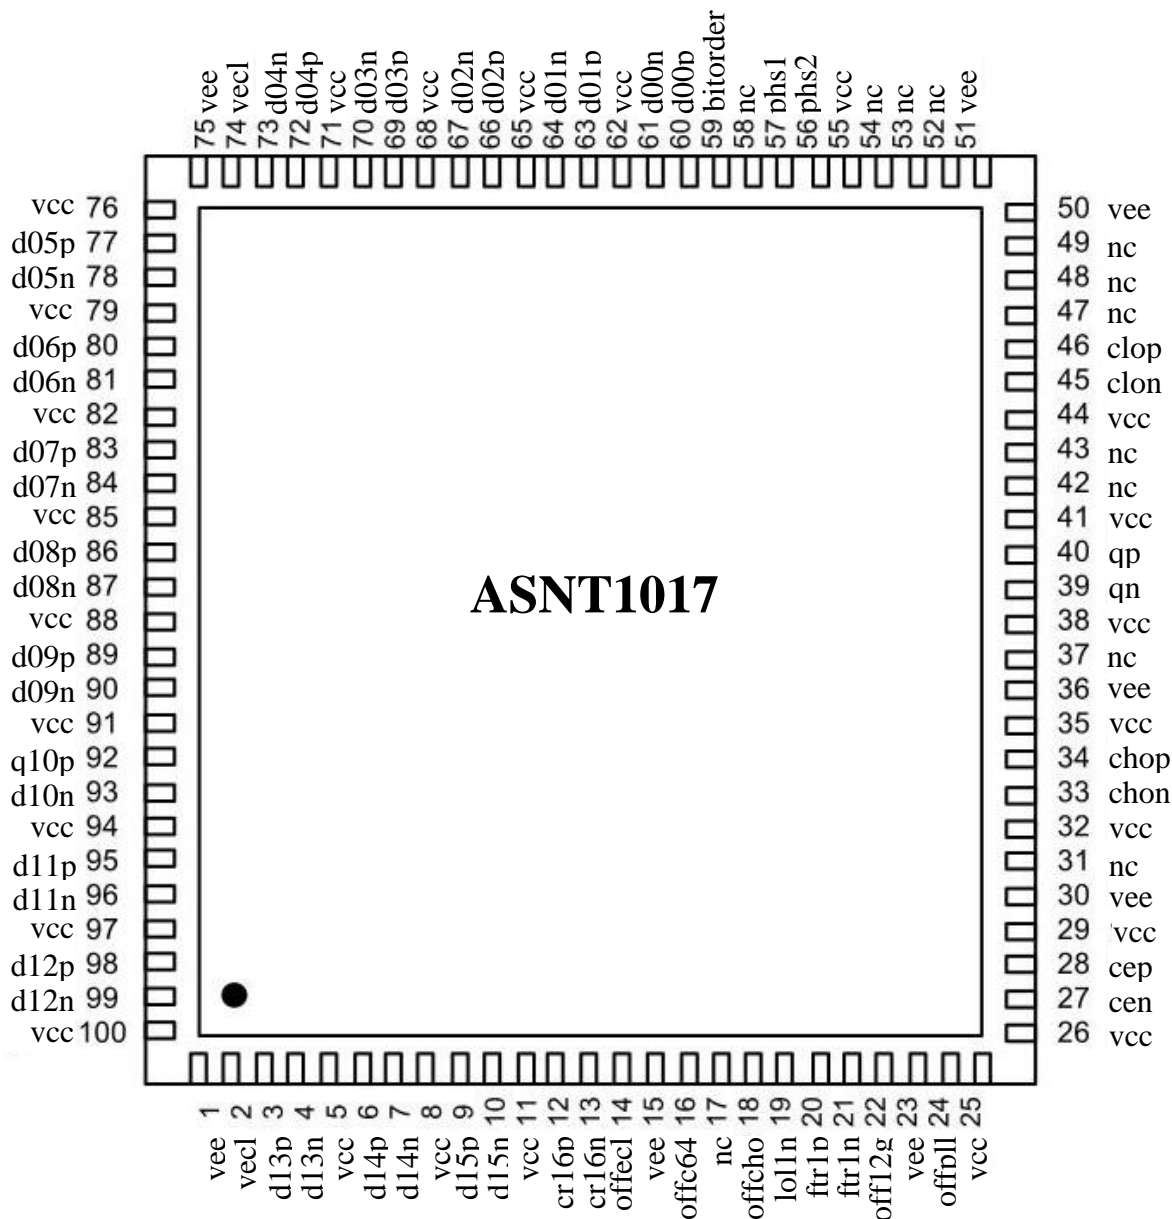 75 vee
74 vecl
73 d04n
72 d04p
71 vcc
70 d03n
69 d03p
68 vcc
67 d02n
66 d02p
65 vcc
64 d01n
63 d01p
62 vcc
61 d00n
60 d00p
59 bitorder
58 nc
57 phs1
56 phs2
55 vcc
54 nc
53 nc
52 nc
51 vee
vcc 76
d05p 77
d05n 78
vcc 79
d06p 80
d06n 81
vcc 82
d07p 83
d07n 84
vcc 85
d08p 86
d08n 87
vcc 88
d09p 89
d09n 90
vcc 91
q10p 92
d10n 93
vcc 94
d11p 95
d11n 96
vcc 97
d12p 98
d12n 99
vcc 100
ASNT1017
50 vee
49 nc
48 nc
47 nc
46 clop
45 clon
44 vcc
43 nc
42 nc
41 vcc
40 qp
39 qn
38 vcc
37 nc
36 vee
35 vcc
34 chop
33 chon
32 vcc
31 nc
30 vee
29 vcc
28 cep
27 cen
26 vcc
1 vee
2 vecl
3 d13p
4 d13n
5 vcc
6 d14p
7 d14n
8 vcc
9 d15p
10 d15n
11 vcc
12 cr16p
13 cr16n
14 offecl
15 vee
16 offc64
17 nc
18 offcho
19 lol1n
20 ftr1p
21 ftr1n
22 off12g
23 vee
24 offpll
25 vcc